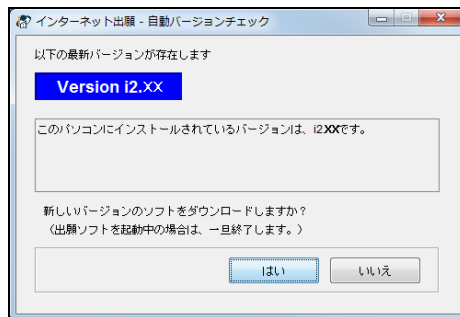 インターネット出願 - 自動バージョンチェック
以下の最新バージョンが存在します
Version i2.XX
このパソコンにインストールされているバージョンは、i2XXです。
新しいバージョンのソフトをダウンロードしますか？
（出願ソフトを起動中の場合は、一旦終了します。）
はい
いいえ